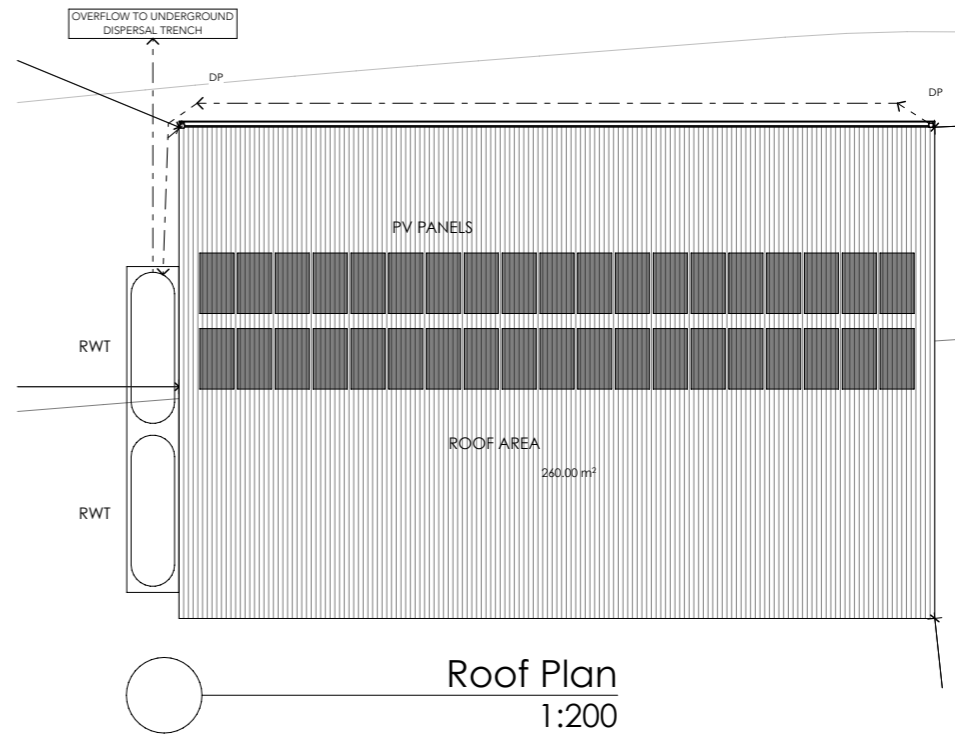 OVERFLOW TO UNDERGROUND
DISPERSAL TRENCH
DP
DP
PV PANELS
RWT
ROOF AREA
260.00 m²
RWT
Roof Plan
1:200